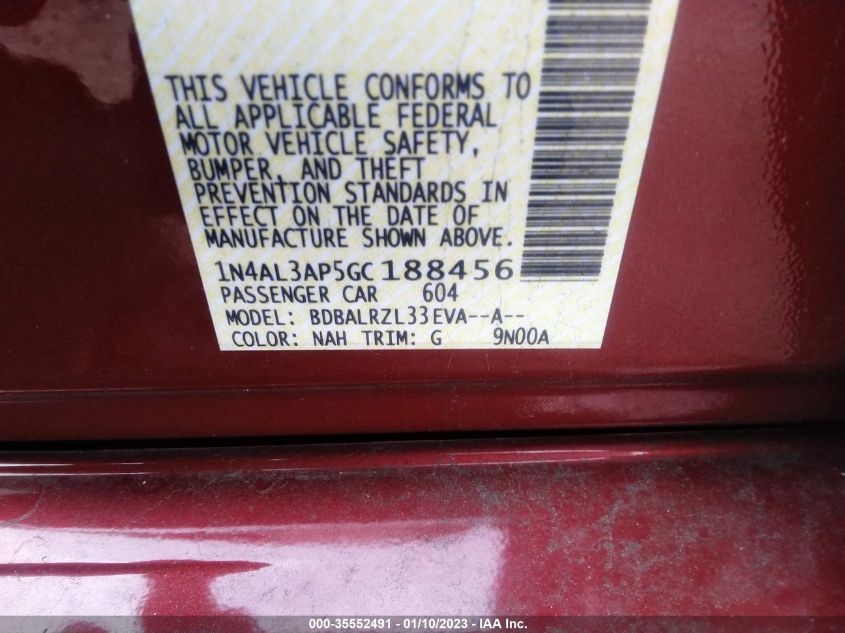 THIS VEHICLE CONFORMS TO
ALL APPLICABLE FEDERAL
MOTOR VEHICLE SAFETY,
BUMPER, AND THEFT
PREVENTION STANDARDS IN
EFFECT ON THE DATE OF
MANUFACTURE SHOWN ABOVE.
1N4AL3AP5GC188456
PASSENGER CAR 604
MODEL: BDBALRZL33EVA--A--
COLOR: NAH TRIM: G 9N00A
000-35552491 - 01/10/2023 - IAA Inc.